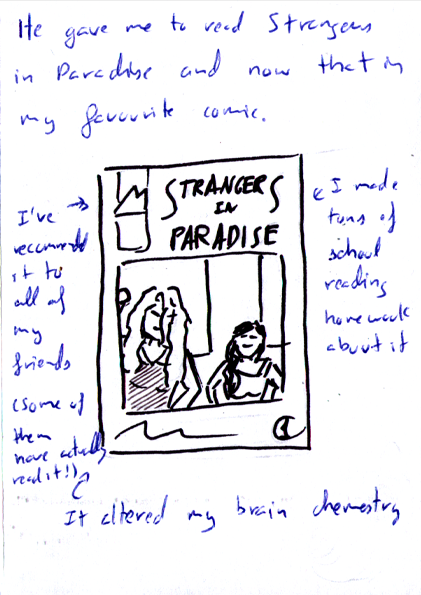 He gave me to read Strangers
in Paradise and now that is
my favourite comic.
STRANGERS
IN
PARADISE
I've
recommend
it to
all of
my
friends
(some of
them
have actually
read it!)
I made
tons of
school
reading
homework
about it
It altered my brain chemestry